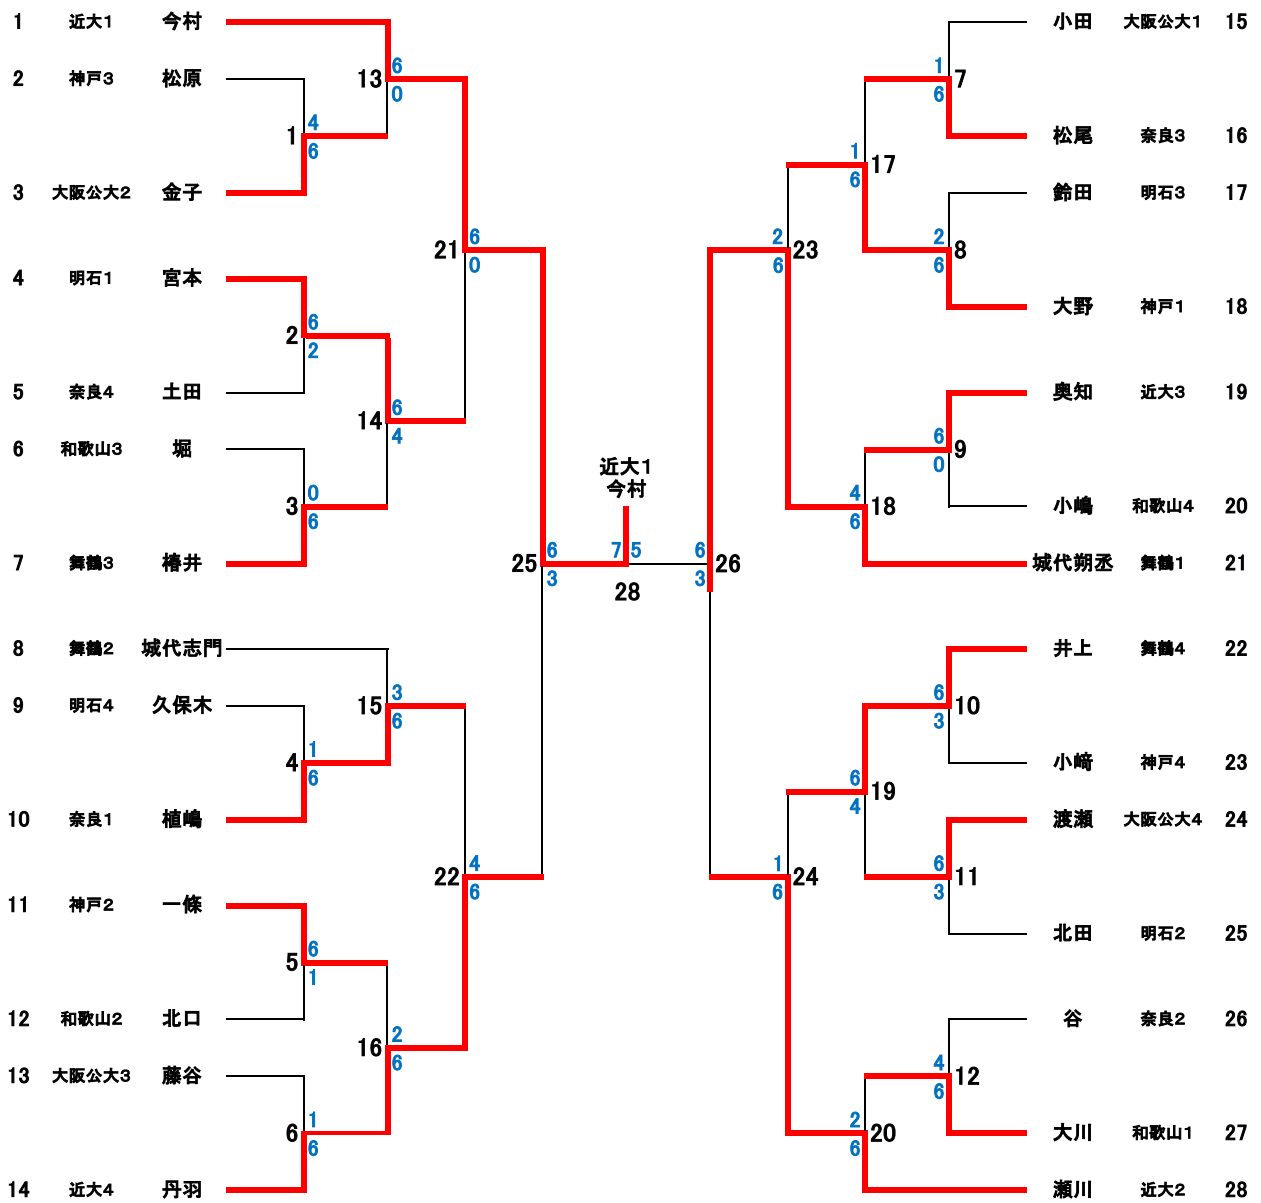 1 近大1 今村
2 神戸3 松原
3 大阪公大2 金子
4 明石1 宮本
5 奈良4 土田
6 和歌山3 堀
7 舞鶴3 椿井
8 舞鶴2 城代志門
9 明石4 久保木
10 奈良1 植嶋
11 神戸2 一條
12 和歌山2 北口
13 大阪公大3 藤谷
14 近大4 丹羽
1
4
6
2
6
2
3
0
6
4
1
6
5
6
1
6
1
6
13
6
0
14
6
4
15
3
6
16
2
6
21
6
0
22
4
6
25
6
3
近大1
今村
7 5
28
6
3
26
2
6
23
1
6
24
1
6
17
4
6
18
6
4
19
2
6
20
1
6
7
2
6
8
6
0
9
6
3
10
6
3
11
4
6
12
小田 大阪公大1 15
松尾 奈良3 16
鈴田 明石3 17
大野 神戸1 18
奥知 近大3 19
小嶋 和歌山4 20
城代朔丞 舞鶴1 21
井上 舞鶴4 22
小﨑 神戸4 23
渡瀬 大阪公大4 24
北田 明石2 25
谷 奈良2 26
大川 和歌山1 27
瀬川 近大2 28